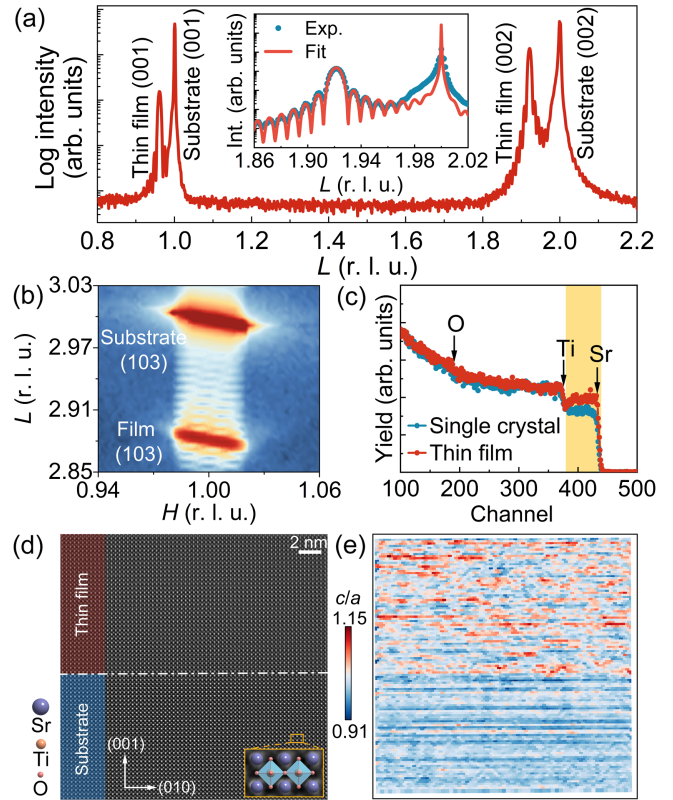 (a)
Log intensity
(arb. units)
Thin film (001)
Substrate (001)
Int. (arb. units)
Exp.
Fit
1.86 1.90 1.94 1.98 2.02
L (r. l. u.)
Thin film (002)
Substrate (002)
0.8 1.0 1.2 1.4 1.6 1.8 2.0 2.2
L (r. l. u.)
(b)
L (r. l. u.)
3.03
2.97
2.91
2.85
Substrate
(103)
Film
(103)
0.94 1.00 1.06
H (r. l. u.)
(c)
Yield (arb. units)
O
Ti
Sr
Single crystal
Thin film
100 200 300 400 500
Channel
(d)
2 nm
Thin film
Substrate
Sr
Ti
O
(001)
(010)
c/a
1.15
0.91
(e)